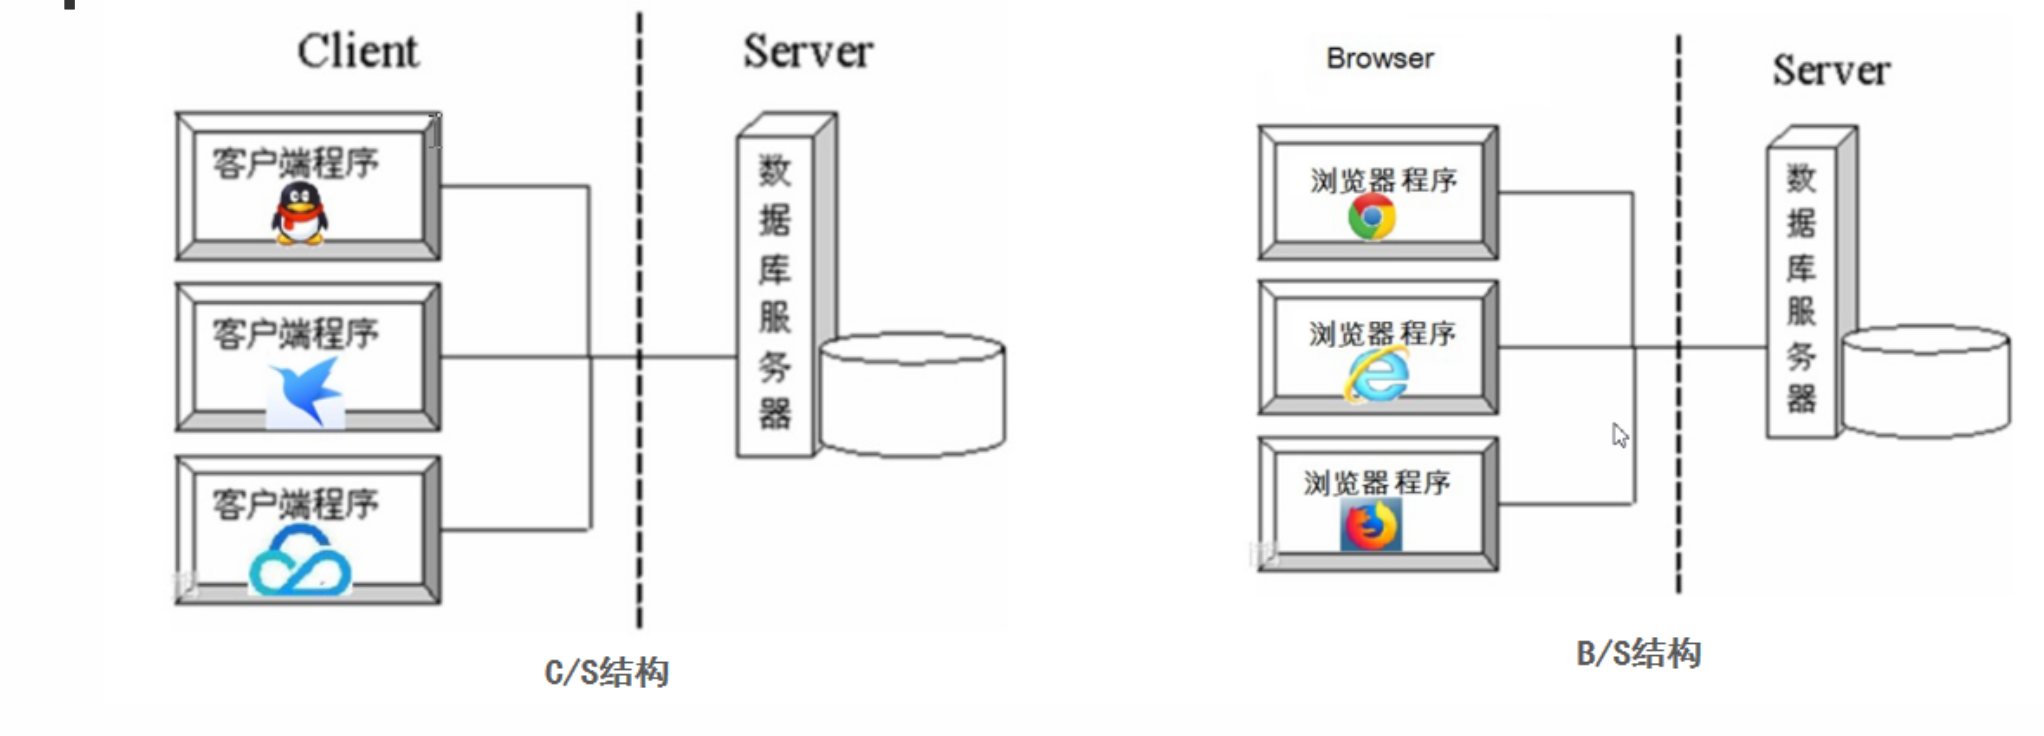 Client
Server
客户端程序
客户端程序
客户端程序
数据库服务器
C/S结构
Browser
Server
浏览器程序
浏览器程序
浏览器程序
数据库服务器
B/S结构